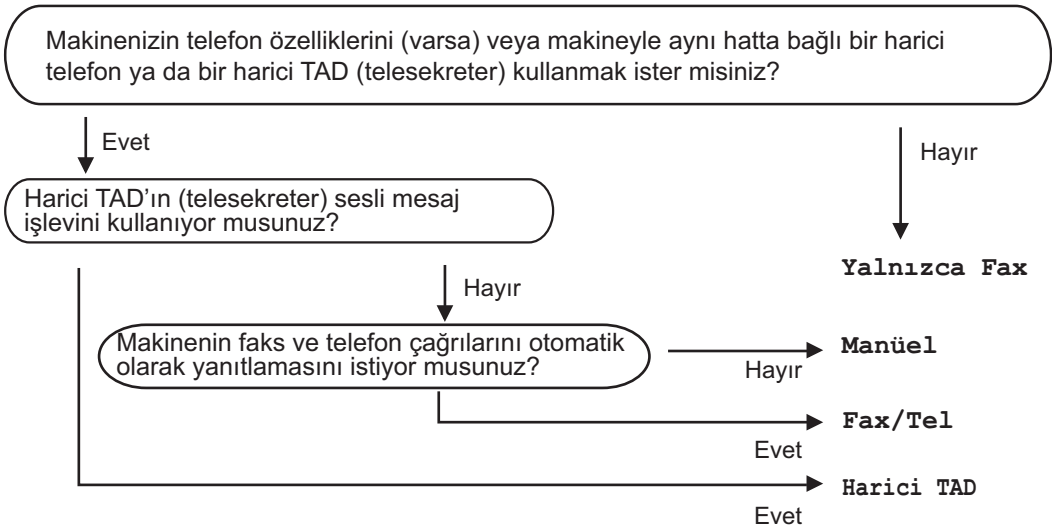 Makinenizin telefon özelliklerini (varsa) veya makineyle aynı hatta bağlı bir harici
telefon ya da bir harici TAD (telesekreter) kullanmak ister misiniz?
Evet
Hayır
Harici TAD’ın (telesekreter) sesli mesaj
işlevini kullanıyor musunuz?
Yalnızca Fax
Hayır
Makinenin faks ve telefon çağrılarını otomatik
olarak yanıtlamasını istiyor musunuz?
Manüel
Hayır
Fax/Tel
Evet
Harici TAD
Evet